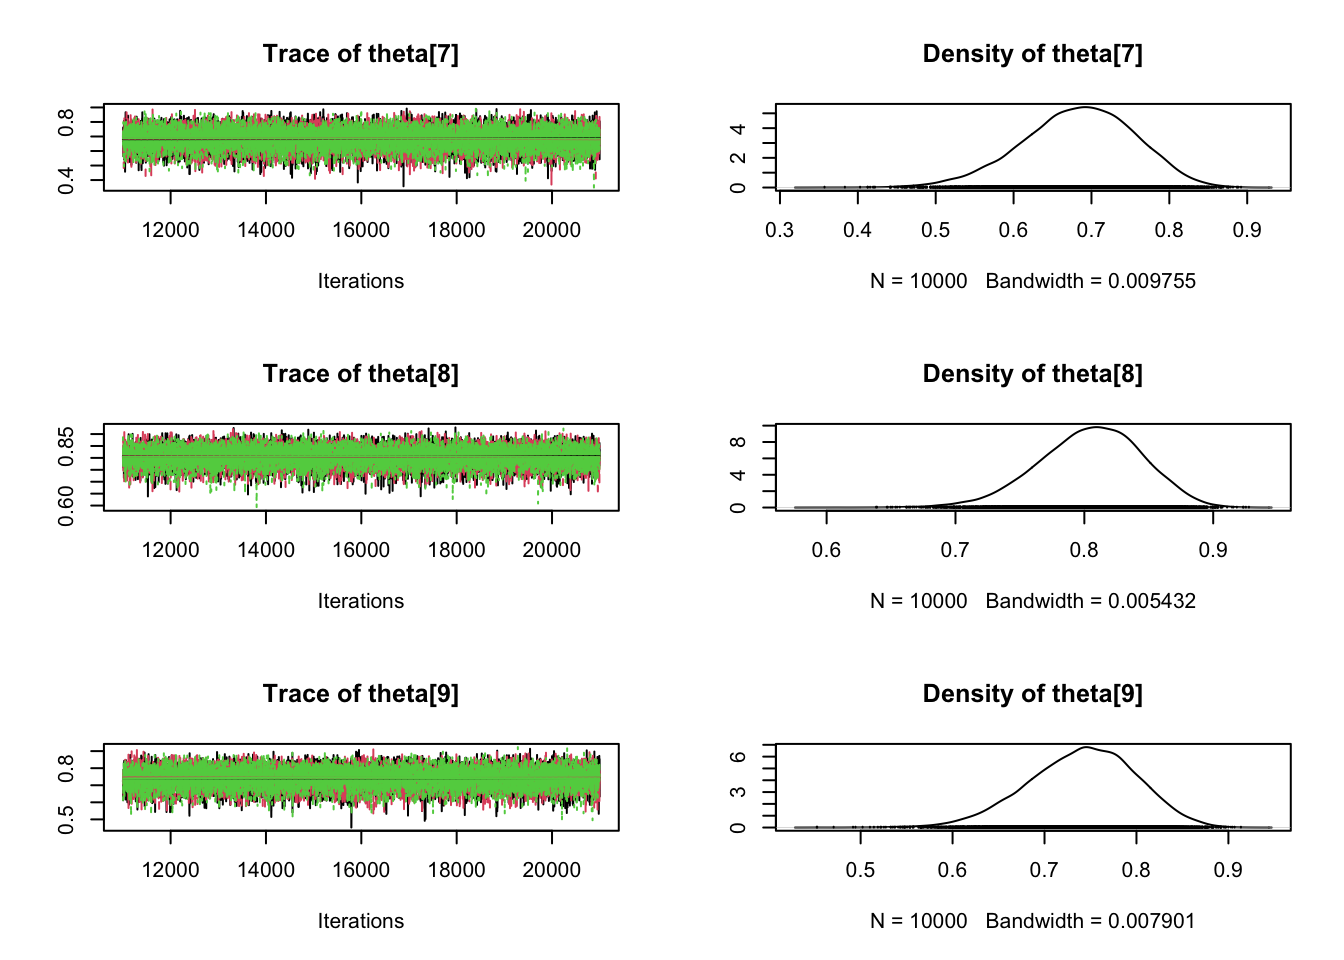 Trace of theta[7]
0.4 0.8
12000 14000 16000 18000 20000
Iterations
Density of theta[7]
0 2 4
0.3 0.4 0.5 0.6 0.7 0.8 0.9
N = 10000 Bandwidth = 0.009755
Trace of theta[8]
0.60 0.85
12000 14000 16000 18000 20000
Iterations
Density of theta[8]
0 4 8
0.6 0.7 0.8 0.9
N = 10000 Bandwidth = 0.005432
Trace of theta[9]
0.5 0.8
12000 14000 16000 18000 20000
Iterations
Density of theta[9]
0 3 6
0.5 0.6 0.7 0.8 0.9
N = 10000 Bandwidth = 0.007901